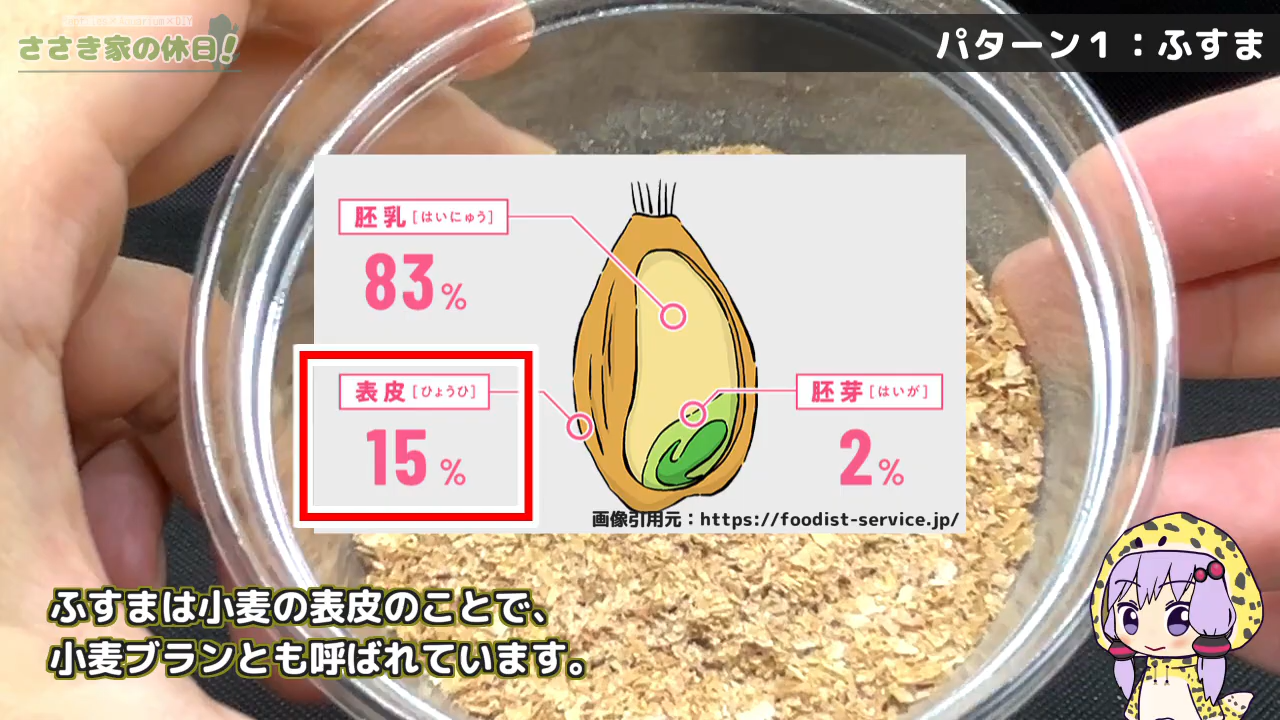 Reptiles×Aquarium×DIY
ささき家の休日!
パターン1:ふすま
胚乳[はいにゅう]
83%
表皮[ひょうひ]
15%
胚芽[はいが]
2%
画像引用元:https://foodist-service.jp/
ふすまは小麦の表皮のことで、
小麦ブランとも呼ばれています。